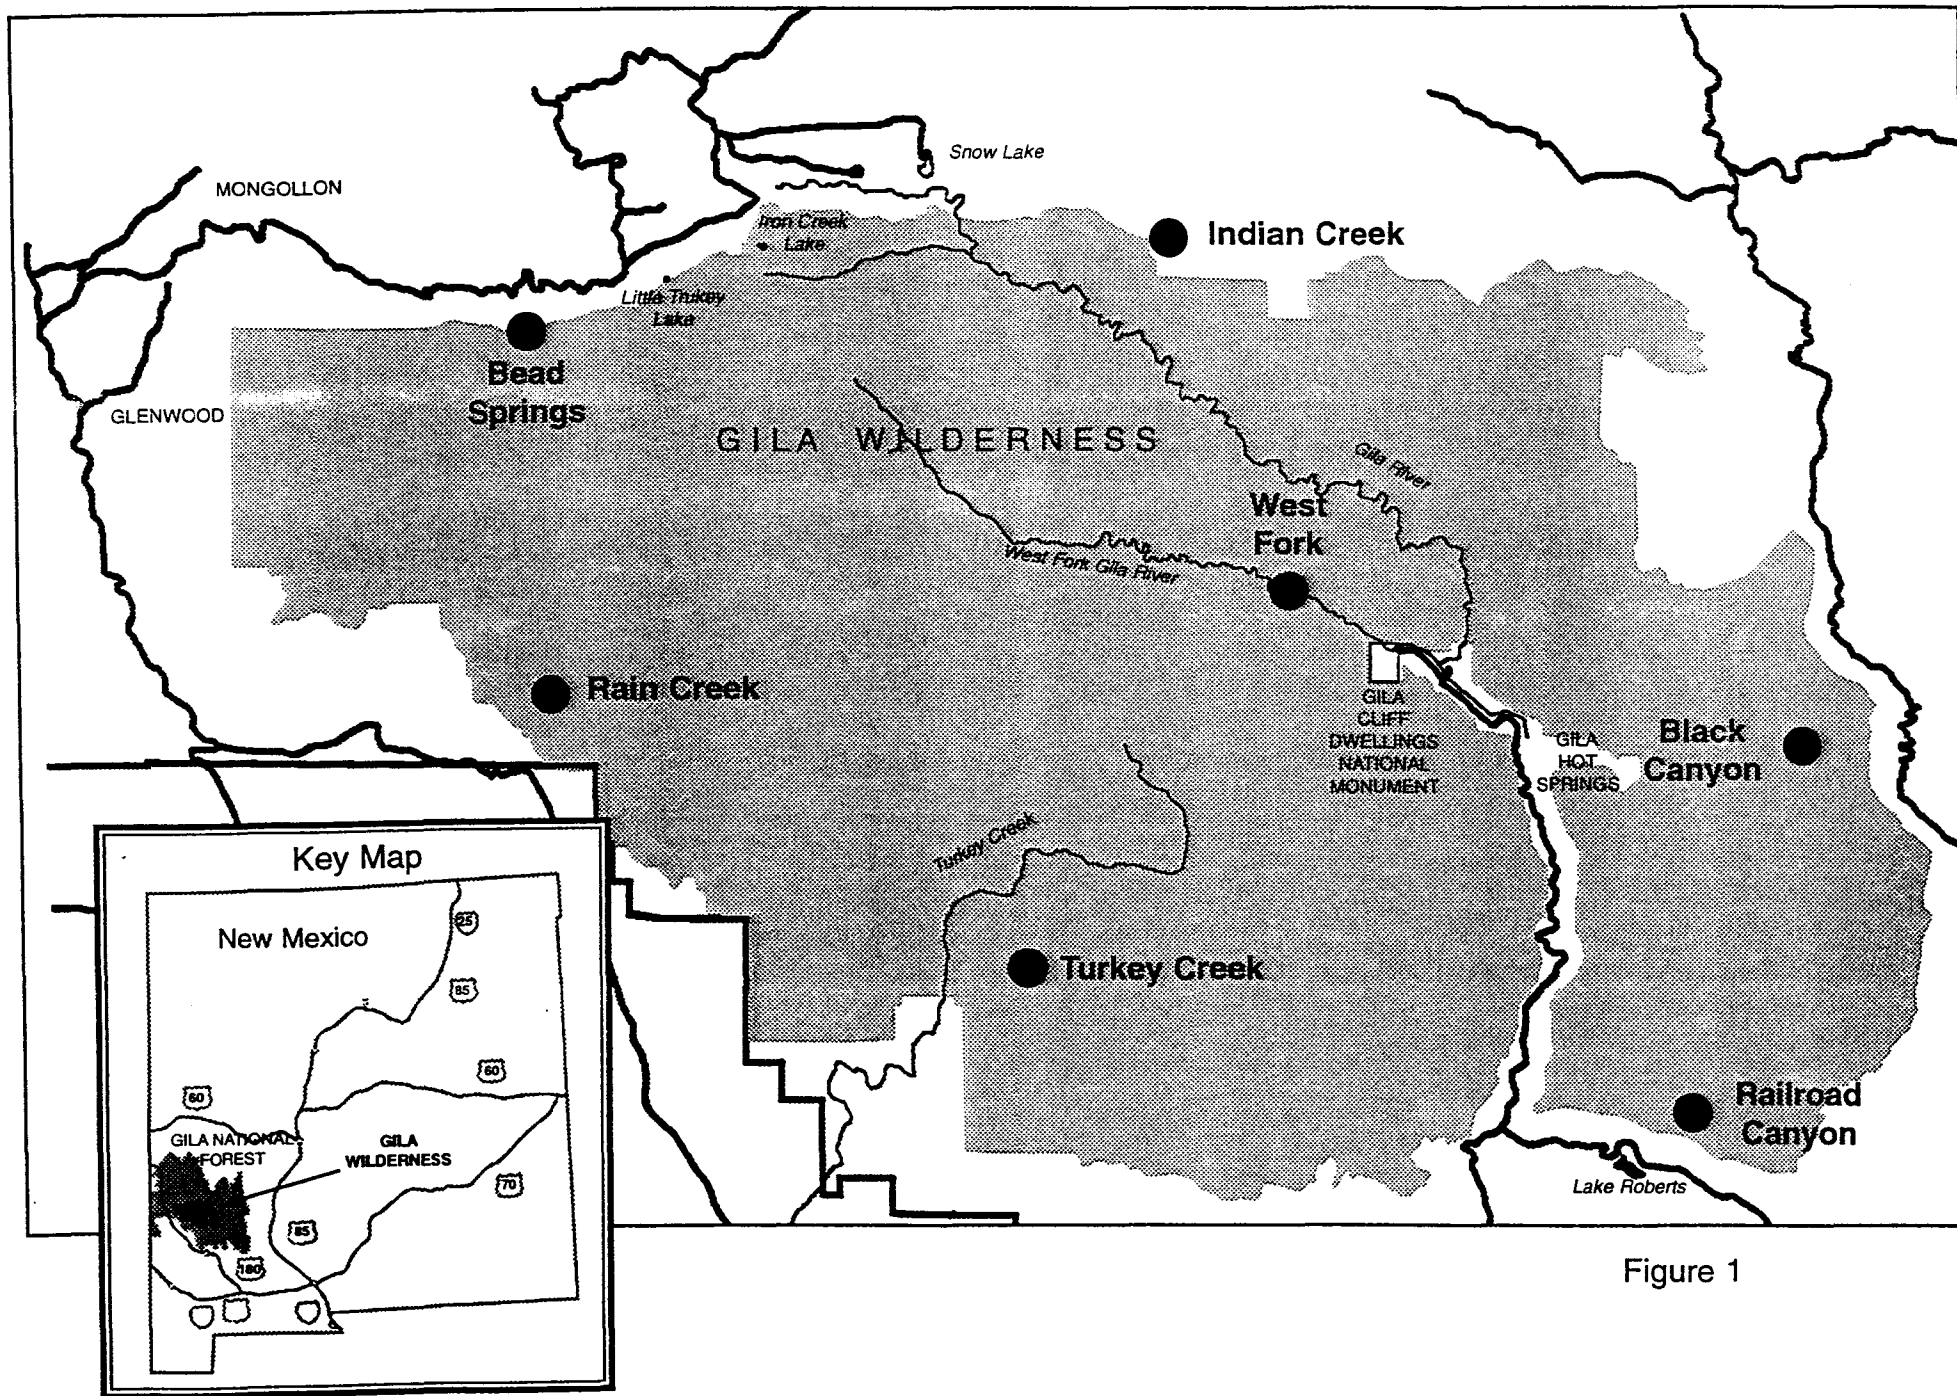 Snow Lake
MONGOLLON
Iron Creek
Lake
Indian Creek
Little Trukey
Lake
Bead
Springs
GLENWOOD
GILA WILDERNESS
Gila River
West
Fork
West Fork Gila River
Rain Creek
GILA
CLIFF
DWELLINGS
NATIONAL
MONUMENT
GILA
HOT
SPRINGS
Black
Canyon
Turkey Creek
Turkey Creek
Railroad
Canyon
Lake Roberts
Key Map
New Mexico
25
85
60
60
GILA NATIONAL
FOREST
GILA
WILDERNESS
70
85
180
Figure 1